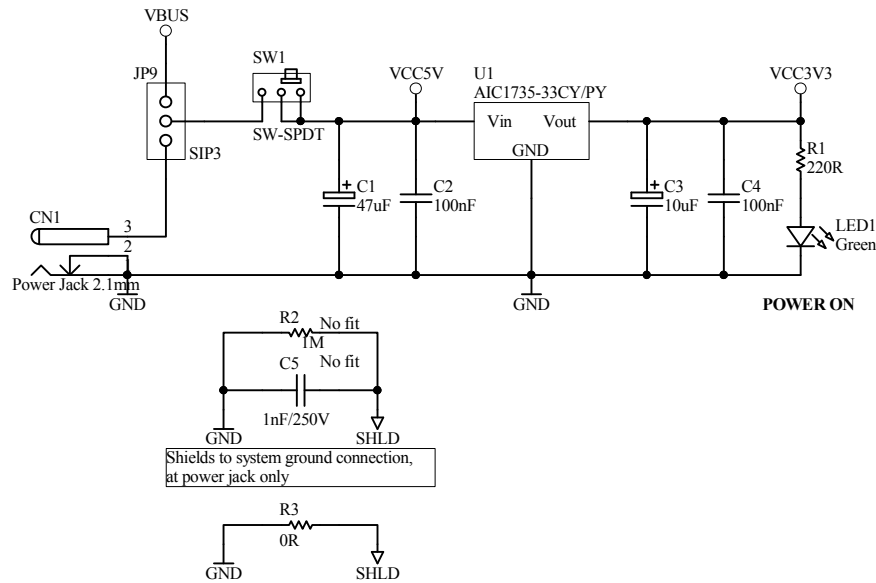 VBUS
JP9
SIP3
SW1
SW-SPDT
VCC5V
U1
AIC1735-33CY/PY
Vin
Vout
GND
VCC3V3
R1
220R
C1
47uF
C2
100nF
C3
10uF
C4
100nF
LED1
Green
CN1
3
2
Power Jack 2.1mm
GND
GND
POWER ON
R2
No fit
1M
C5
No fit
1nF/250V
GND
SHLD
Shields to system ground connection,
at power jack only
R3
0R
GND
SHLD